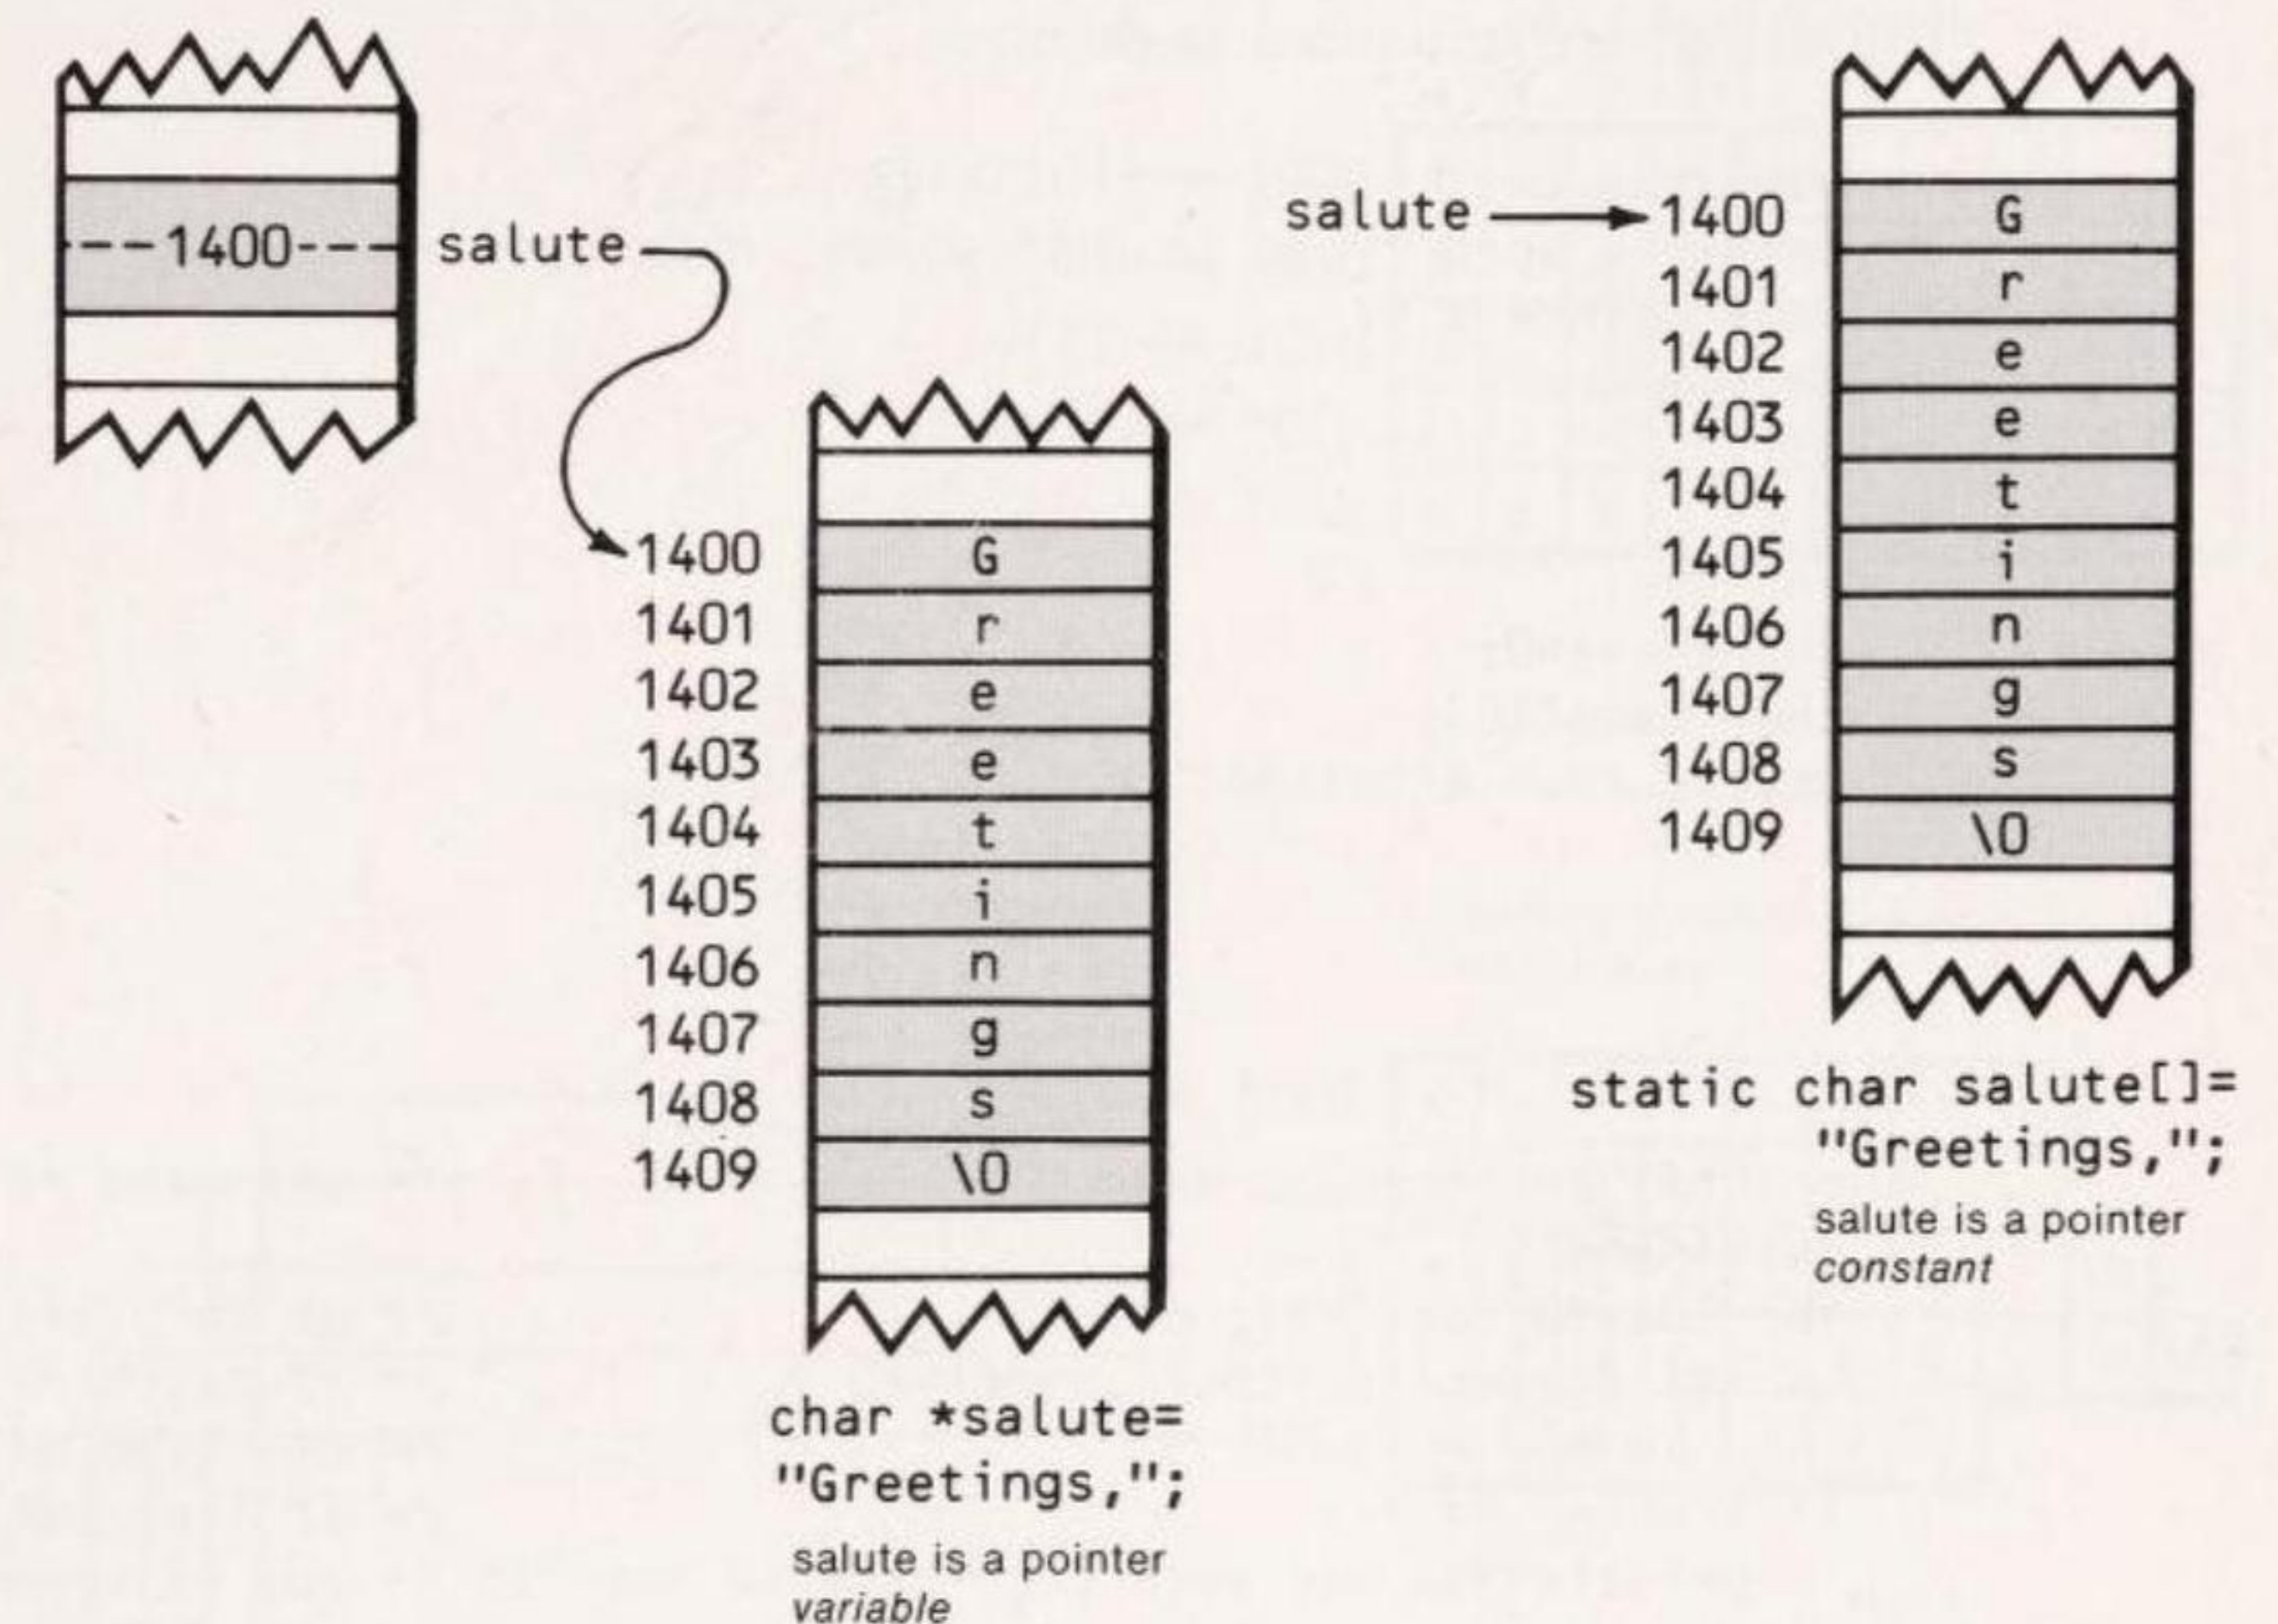 ---1400---
salute
1400 G
1401 r
1402 e
1403 e
1404 t
1405 i
1406 n
1407 g
1408 s
1409 \0
char *salute=
"Greetings,";
salute is a pointer
variable
salute
1400 G
1401 r
1402 e
1403 e
1404 t
1405 i
1406 n
1407 g
1408 s
1409 \0
static char salute[]=
"Greetings,";
salute is a pointer
constant